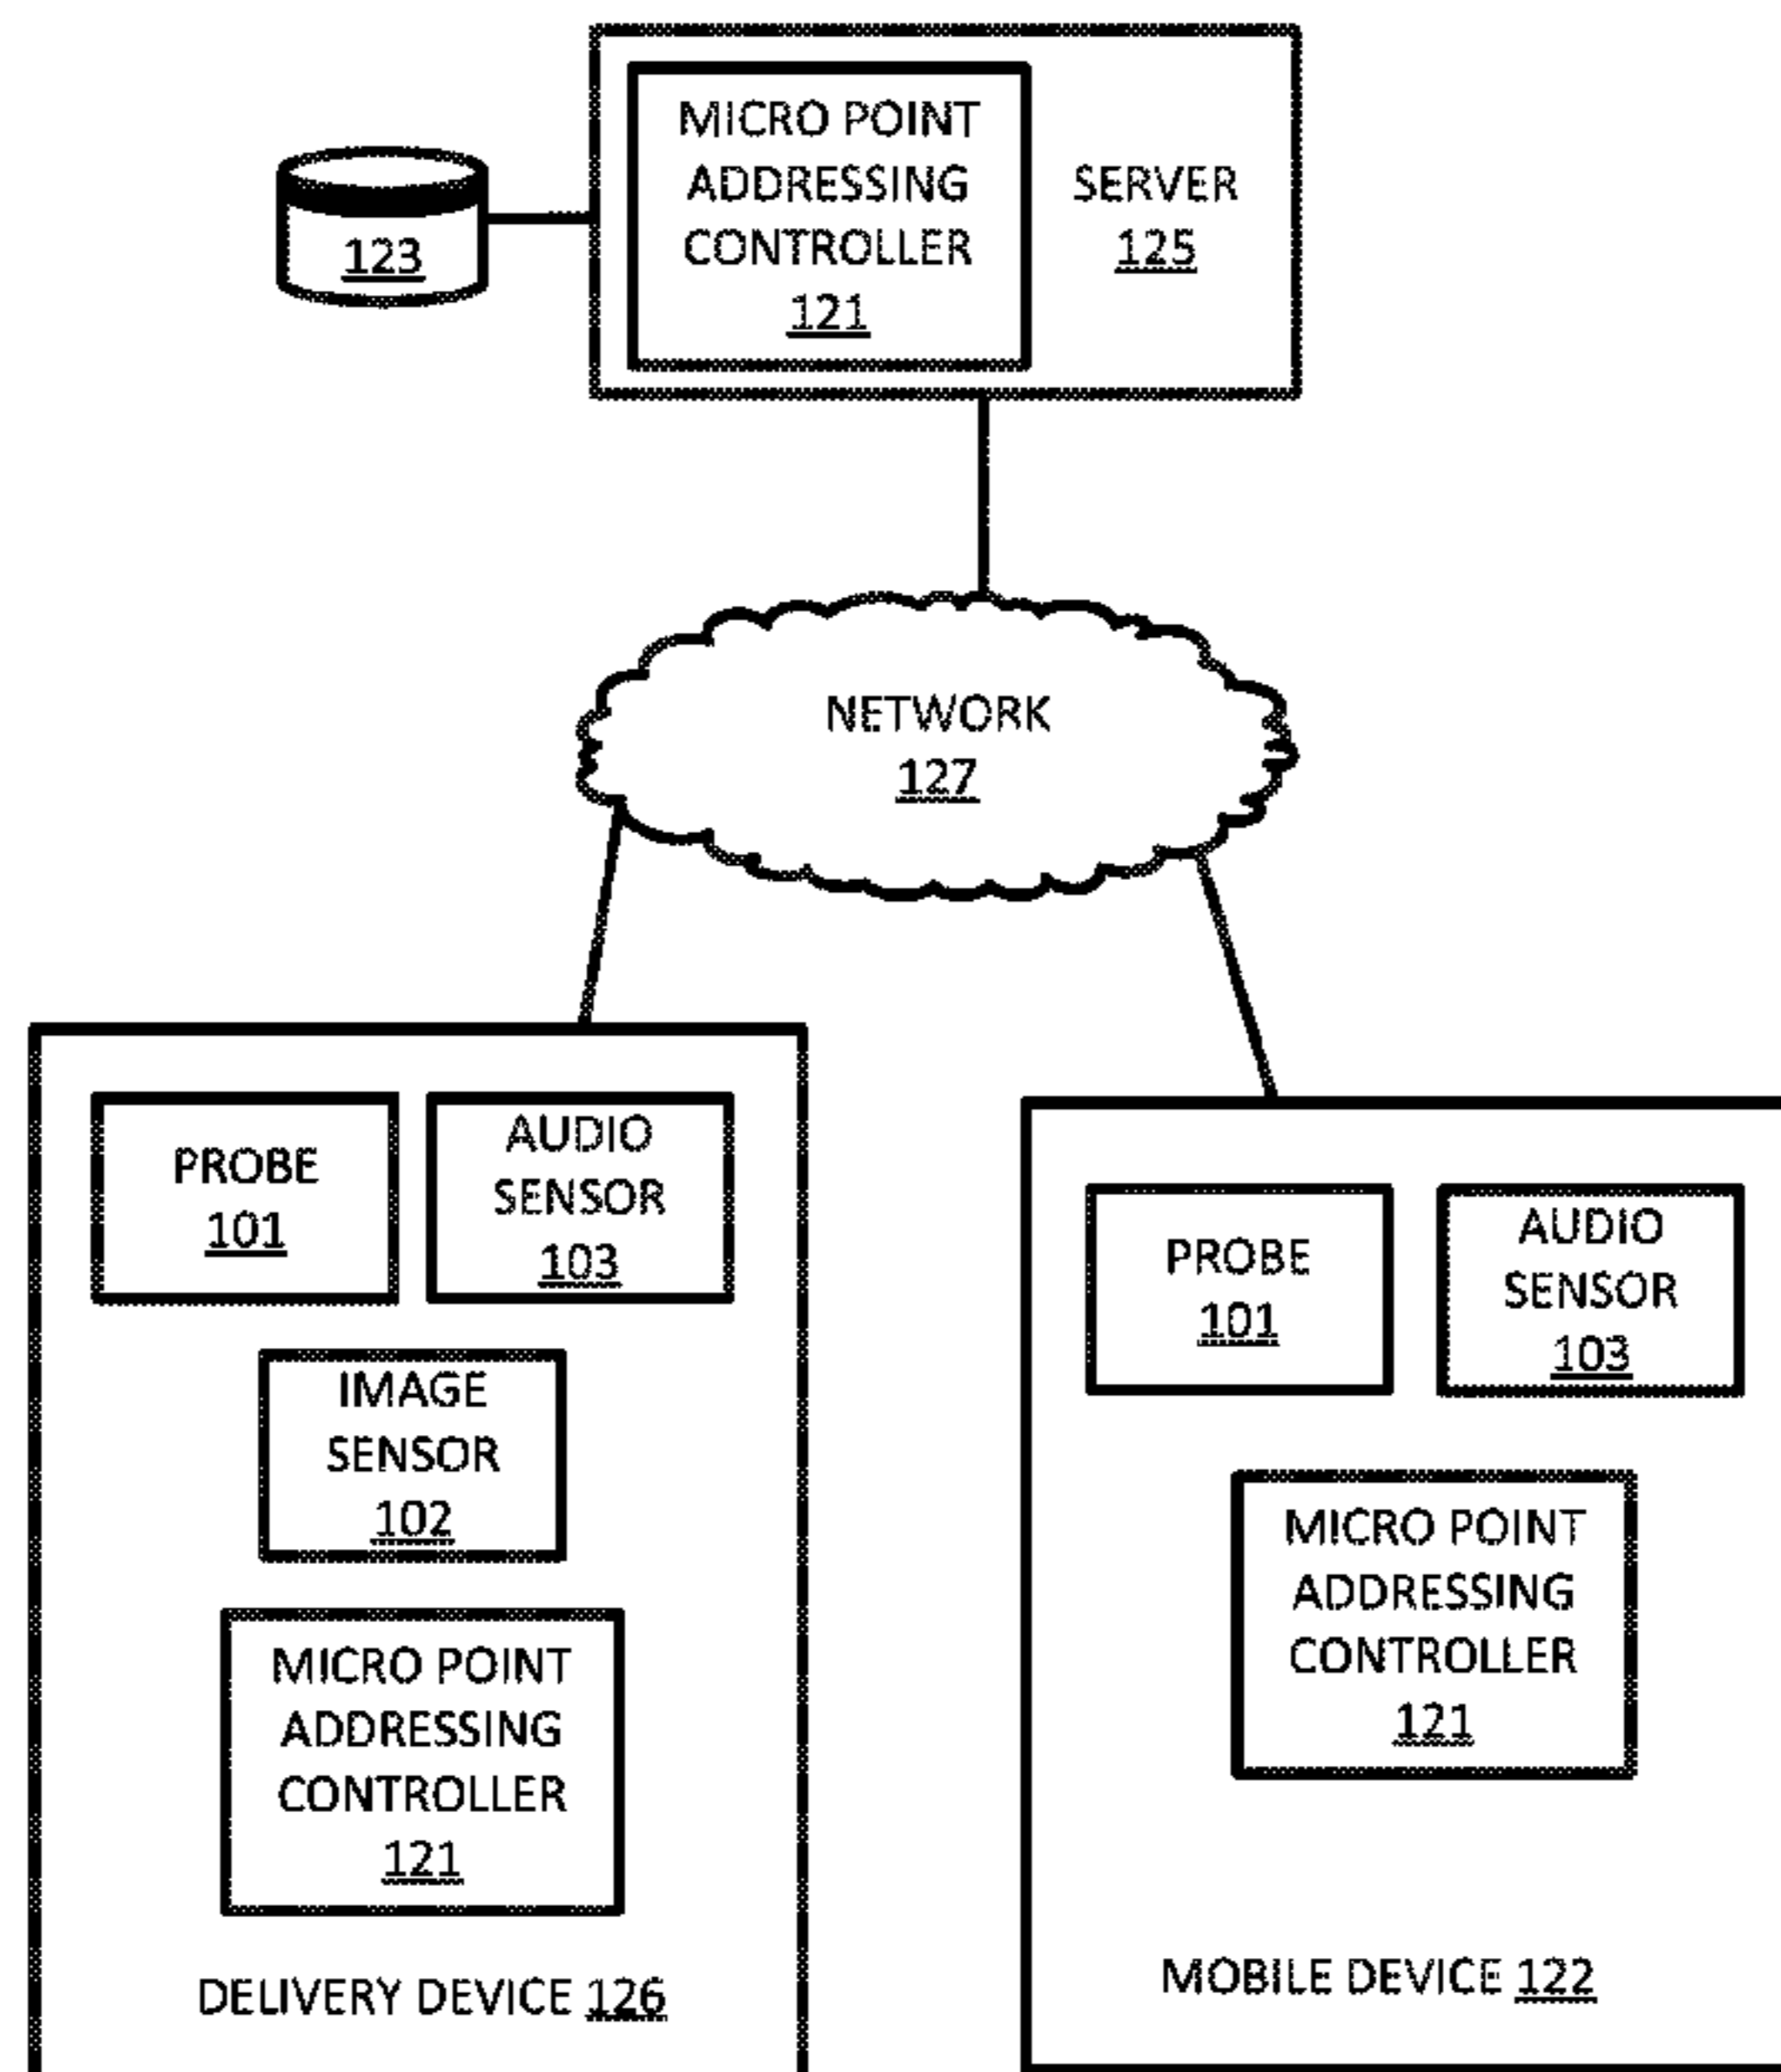 MICRO POINT
ADDRESSING
CONTROLLER
121
SERVER
125
123
NETWORK
127
PROBE
101
AUDIO
SENSOR
103
IMAGE
SENSOR
102
MICRO POINT
ADDRESSING
CONTROLLER
121
DELIVERY DEVICE 126
PROBE
101
AUDIO
SENSOR
103
MICRO POINT
ADDRESSING
CONTROLLER
121
MOBILE DEVICE 122